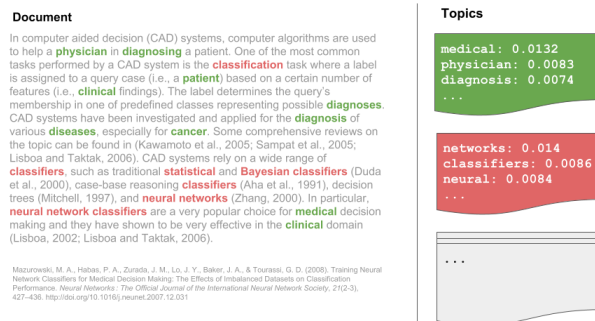 Document
In computer aided decision (CAD) systems, computer algorithms are used
to help a physician in diagnosing a patient. One of the most common
tasks performed by a CAD system is the classification task where a label
is assigned to a query case (i.e., a patient) based on a certain number of
features (i.e., clinical findings). The label determines the query's
membership in one of predefined classes representing possible diagnoses.
CAD systems have been investigated and applied for the diagnosis of
various diseases, especially for cancer. Some comprehensive reviews on
the topic can be found in (Kawamoto et al., 2005; Sampat et al., 2005;
Lisboa and Taktak, 2006). CAD systems rely on a wide range of
classifiers, such as traditional statistical and Bayesian classifiers (Duda
et al., 2000), case-base reasoning classifiers (Aha et al., 1991), decision
trees (Mitchell, 1997), and neural networks (Zhang, 2000). In particular,
neural network classifiers are a very popular choice for medical decision
making and they have shown to be very effective in the clinical domain
(Lisboa, 2002; Lisboa and Taktak, 2006).
Mazurowski, M. A., Habas, P. A., Zurada, J. M., Lo, J. Y., Baker, J. A., & Tourassi, G. D. (2008). Training Neural
Network Classifiers for Medical Decision Making: The Effects of Imbalanced Datasets on Classification
Performance. Neural Networks : The Official Journal of the International Neural Network Society, 21(2-3),
427–436. http://doi.org/10.1016/j.neunet.2007.12.031
Topics
medical: 0.0132
physician: 0.0083
diagnosis: 0.0074
...
networks: 0.014
classifiers: 0.0086
neural: 0.0084
...
...